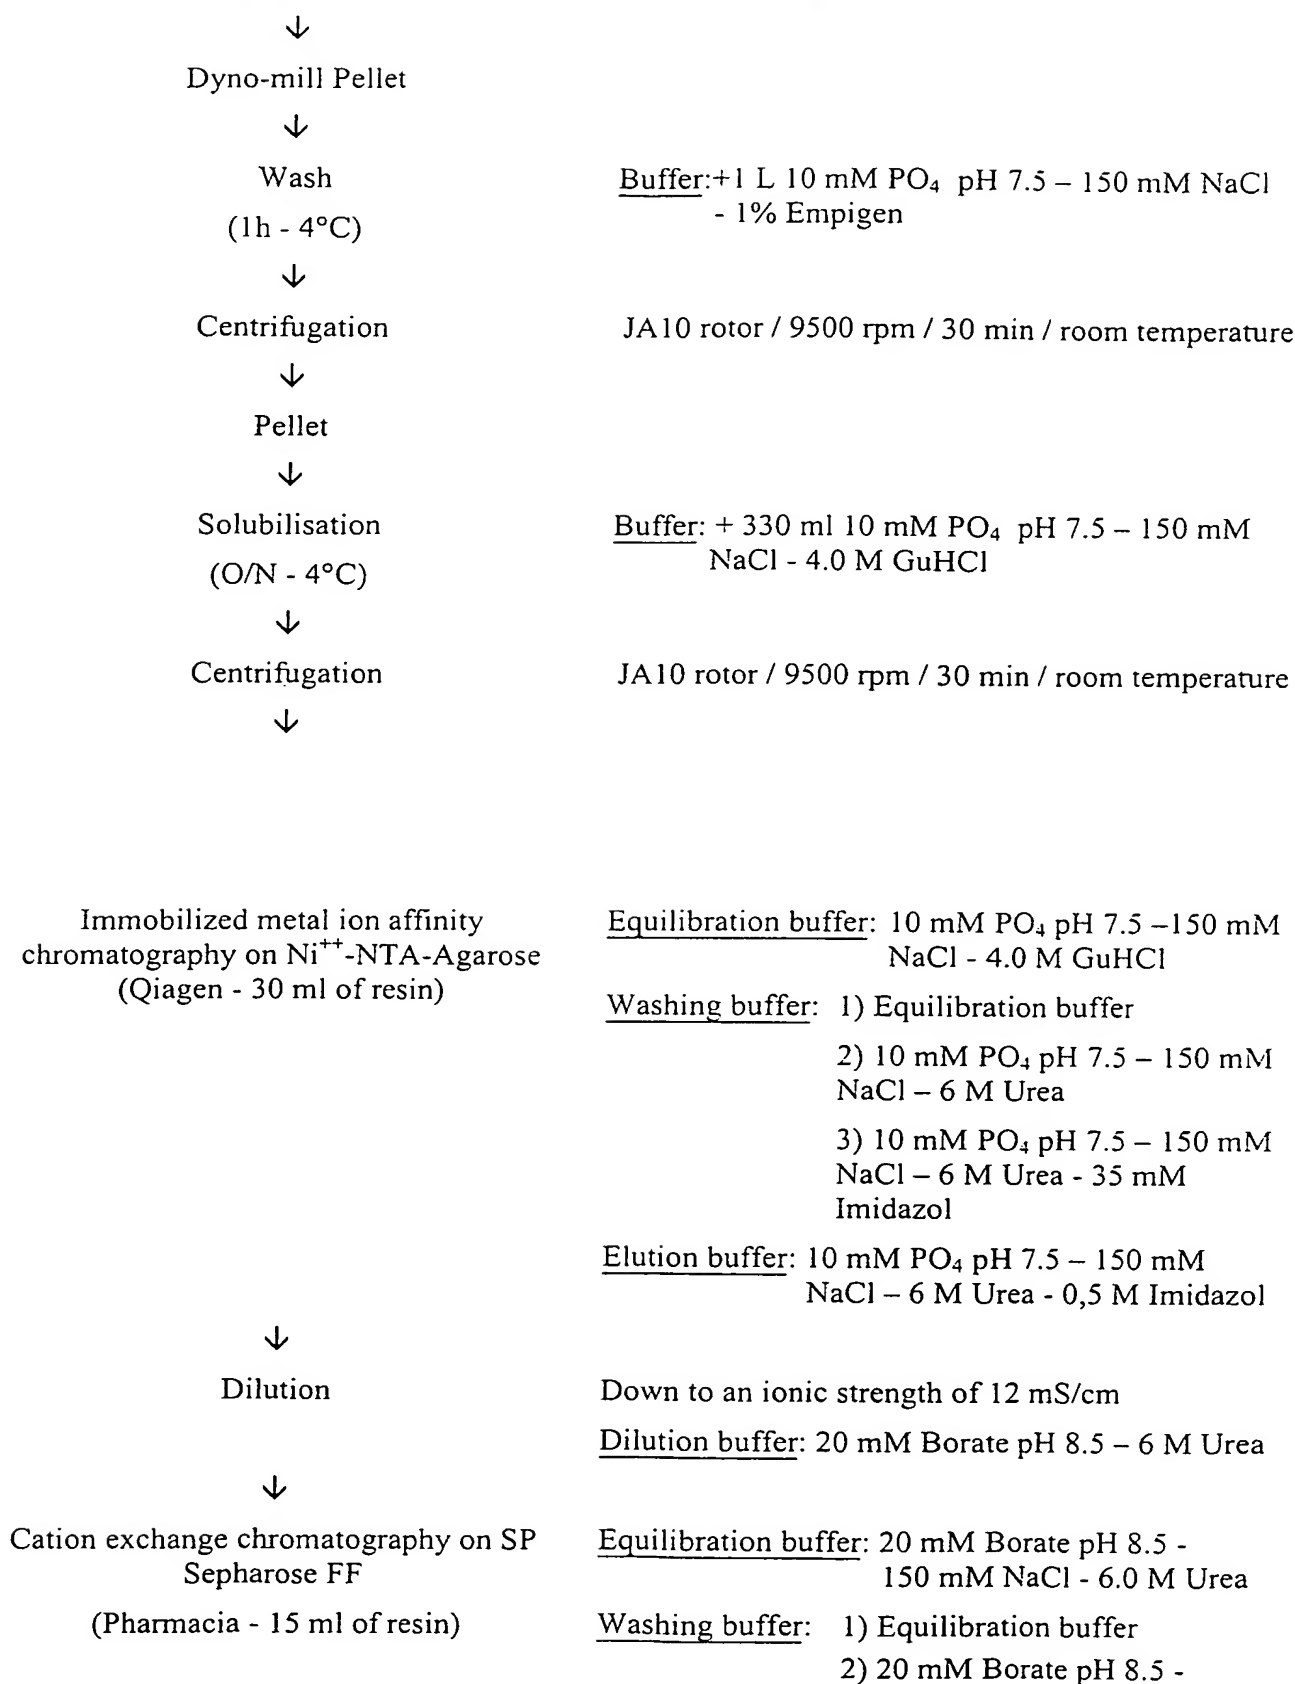 ↓
Dyno-mill Pellet
↓
Wash
(1h - 4°C)
Buffer:+1 L 10 mM PO₄ pH 7.5 – 150 mM NaCl
- 1% Empigen
↓
Centrifugation
JA10 rotor / 9500 rpm / 30 min / room temperature
↓
Pellet
↓
Solubilisation
(O/N - 4°C)
Buffer: + 330 ml 10 mM PO₄ pH 7.5 – 150 mM
NaCl - 4.0 M GuHCl
↓
Centrifugation
JA10 rotor / 9500 rpm / 30 min / room temperature
↓
Immobilized metal ion affinity
chromatography on Ni⁺⁺-NTA-Agarose
(Qiagen - 30 ml of resin)
Equilibration buffer: 10 mM PO₄ pH 7.5 –150 mM
NaCl - 4.0 M GuHCl
Washing buffer: 1) Equilibration buffer
2) 10 mM PO₄ pH 7.5 – 150 mM
NaCl – 6 M Urea
3) 10 mM PO₄ pH 7.5 – 150 mM
NaCl – 6 M Urea - 35 mM
Imidazol
Elution buffer: 10 mM PO₄ pH 7.5 – 150 mM
NaCl – 6 M Urea - 0,5 M Imidazol
↓
Dilution
Down to an ionic strength of 12 mS/cm
Dilution buffer: 20 mM Borate pH 8.5 – 6 M Urea
↓
Cation exchange chromatography on SP
Sepharose FF
(Pharmacia - 15 ml of resin)
Equilibration buffer: 20 mM Borate pH 8.5 -
150 mM NaCl - 6.0 M Urea
Washing buffer: 1) Equilibration buffer
2) 20 mM Borate pH 8.5 -